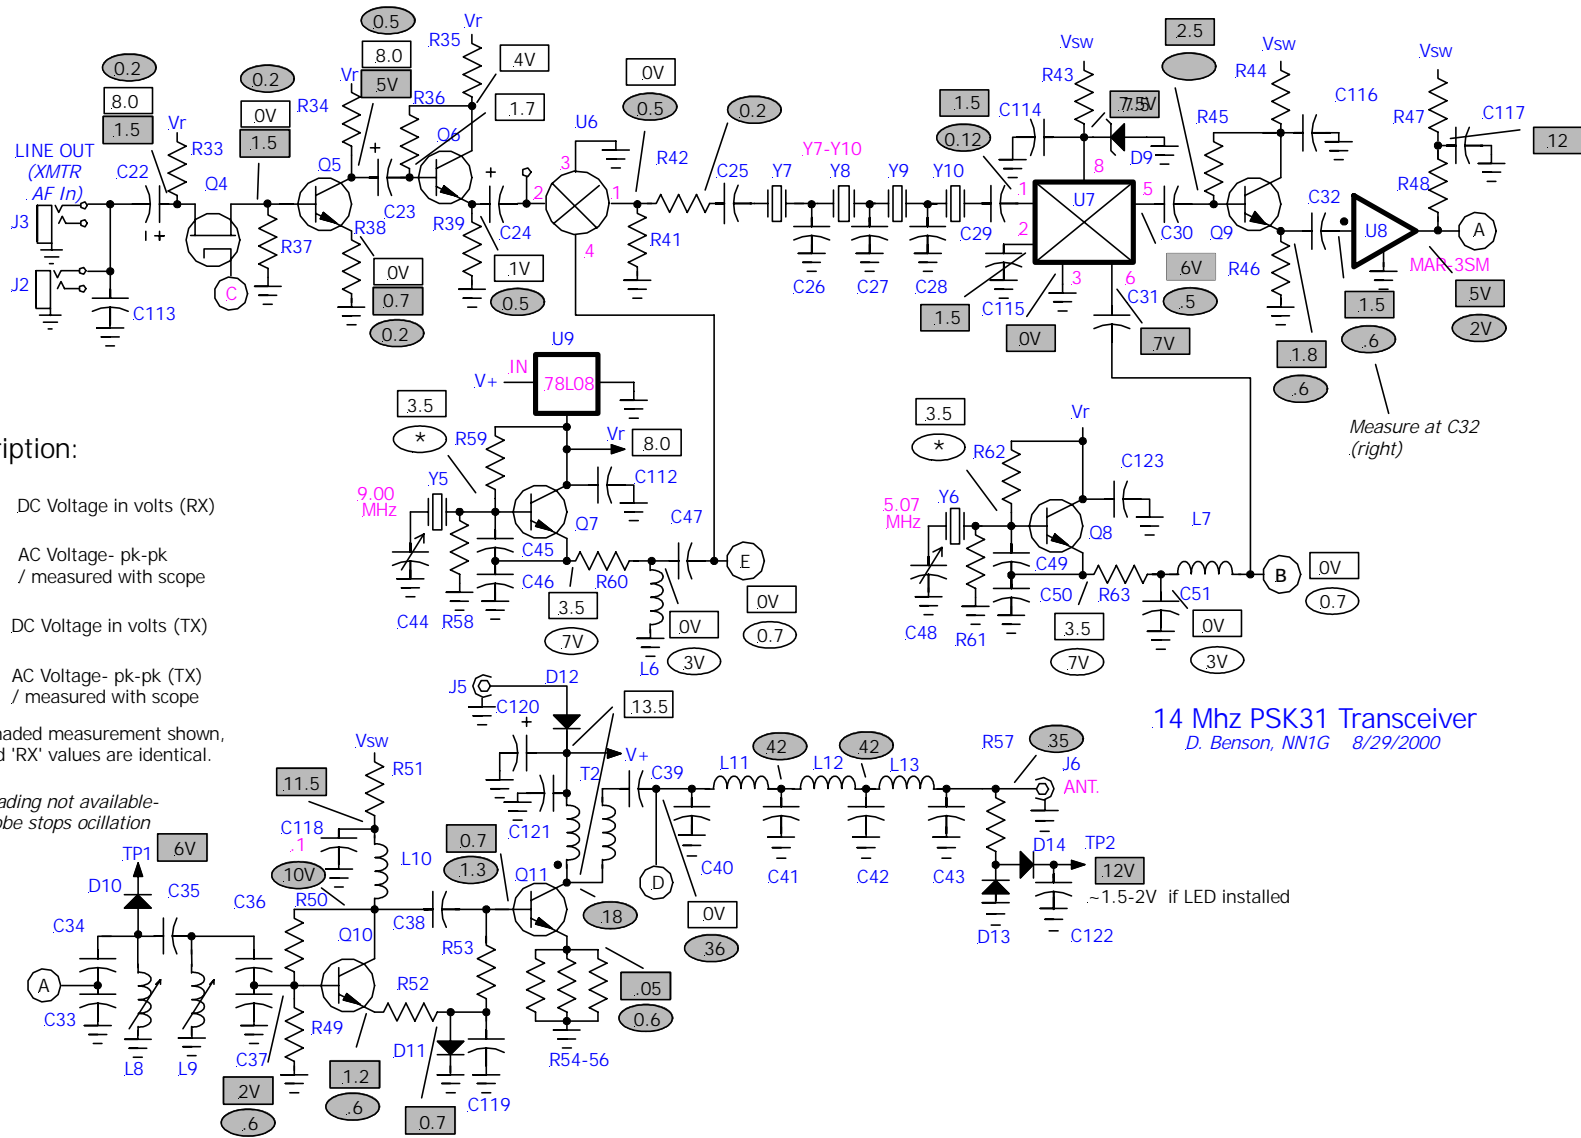 0.5
Vr
R35
0.2
8.0
.4V
0V
2.5
Vsw
Vsw
Vsw
8.0
0.2
Vr
.5V
R36
R43
R44
1.5
0V
R34
1.7
0.5
0.2
1.5
C114
7.5V
C116
R47
C117
.12
Vr
R33
1.5
Q6
U6
R42
0.12
R45
D9
LINE OUT
(XMTR
AF In)
C22
Q4
Q5
3
Y7-Y10
C25
Y7
Y8
Y9
Y10
8
R48
+
+
+
2
1
.1
U7
.5
C32
J3
R37
R38
C23
R39
C24
R41
C29
2
C30
Q9
U8
A
4
MAR-3SM
J2
C
0V
.1V
C26
C27
C28
C115
3
6
.6V
R46
C113
0.7
0.5
1.5
0V
C31
.7V
.5
1.5
.5V
0.2
.6
.2V
U9
1.8
.6
IN
V+
78L08
Measure at C32
(right)
3.5
*
R59
Vr
8.0
3.5
*
Vr
R62
ription:
Y5
C112
Y6
C123
DC Voltage in volts (RX)
9.00
MHz
Q7
C47
5.07
MHz
Q8
L7
AC Voltage- pk-pk
/ measured with scope
C45
C46
R60
E
C49
C50
R63
C51
B
0V
0.7
DC Voltage in volts (TX)
C44
R58
3.5
.7V
L6
0V
.3V
0V
0.7
C48
R61
3.5
.7V
0V
.3V
AC Voltage- pk-pk (TX)
/ measured with scope
J5
D12
C120
+
13.5
14 Mhz PSK31 Transceiver
D. Benson, NN1G 8/29/2000
haded measurement shown,
d 'RX' values are identical.
Vsw
R51
V+
T2
+
C39
L11
.42
L12
.42
L13
R57
.35
J6
ANT.
11.5
ading not available-
obe stops ocillation
C118
.1
L10
C121
TP1
.6V
10V
0.7
1.3
Q11
C40
C41
C42
C43
D14
TP2
.12V
~1.5-2V if LED installed
D10
C35
C36
R50
C38
D
.18
0V
.36
D13
C122
C34
Q10
R53
A
R52
.05
0.6
C33
R49
L8
L9
C37
D11
C119
R54-56
.2V
.6
1.2
.6
0.7